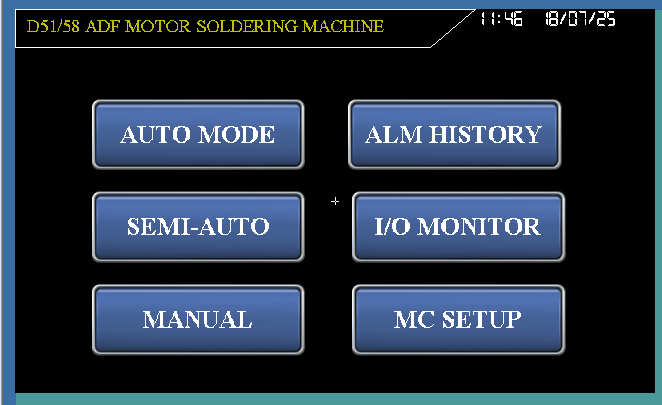 D51/58 ADF MOTOR SOLDERING MACHINE
11:46 18/07/25
AUTO MODE
ALM HISTORY
SEMI-AUTO
I/O MONITOR
MANUAL
MC SETUP